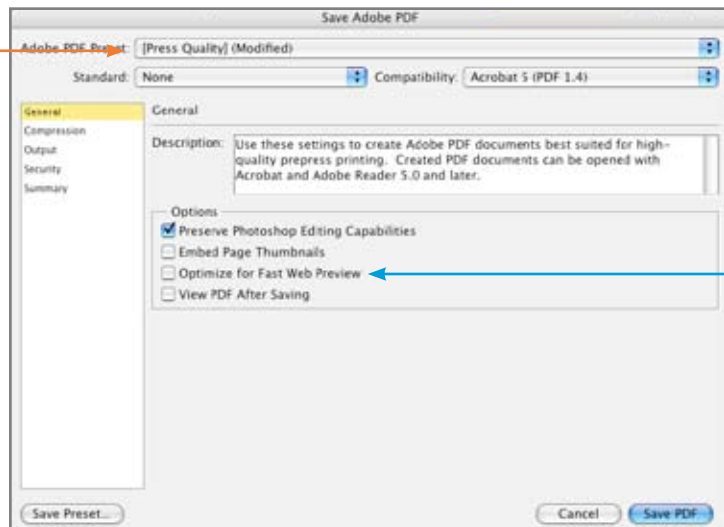 Save Adobe PDF
Adobe PDF Preset: [Press Quality] (Modified)
Standard: None Compatibility: Acrobat 5 (PDF 1.4)
General
Compression
Output
Security
Summary
General
Description: Use these settings to create Adobe PDF documents best suited for high-
quality prepress printing. Created PDF documents can be opened with
Acrobat and Adobe Reader 5.0 and later.
Options
Preserve Photoshop Editing Capabilities
Embed Page Thumbnails
Optimize for Fast Web Preview
View PDF After Saving
Save Preset... Cancel Save PDF